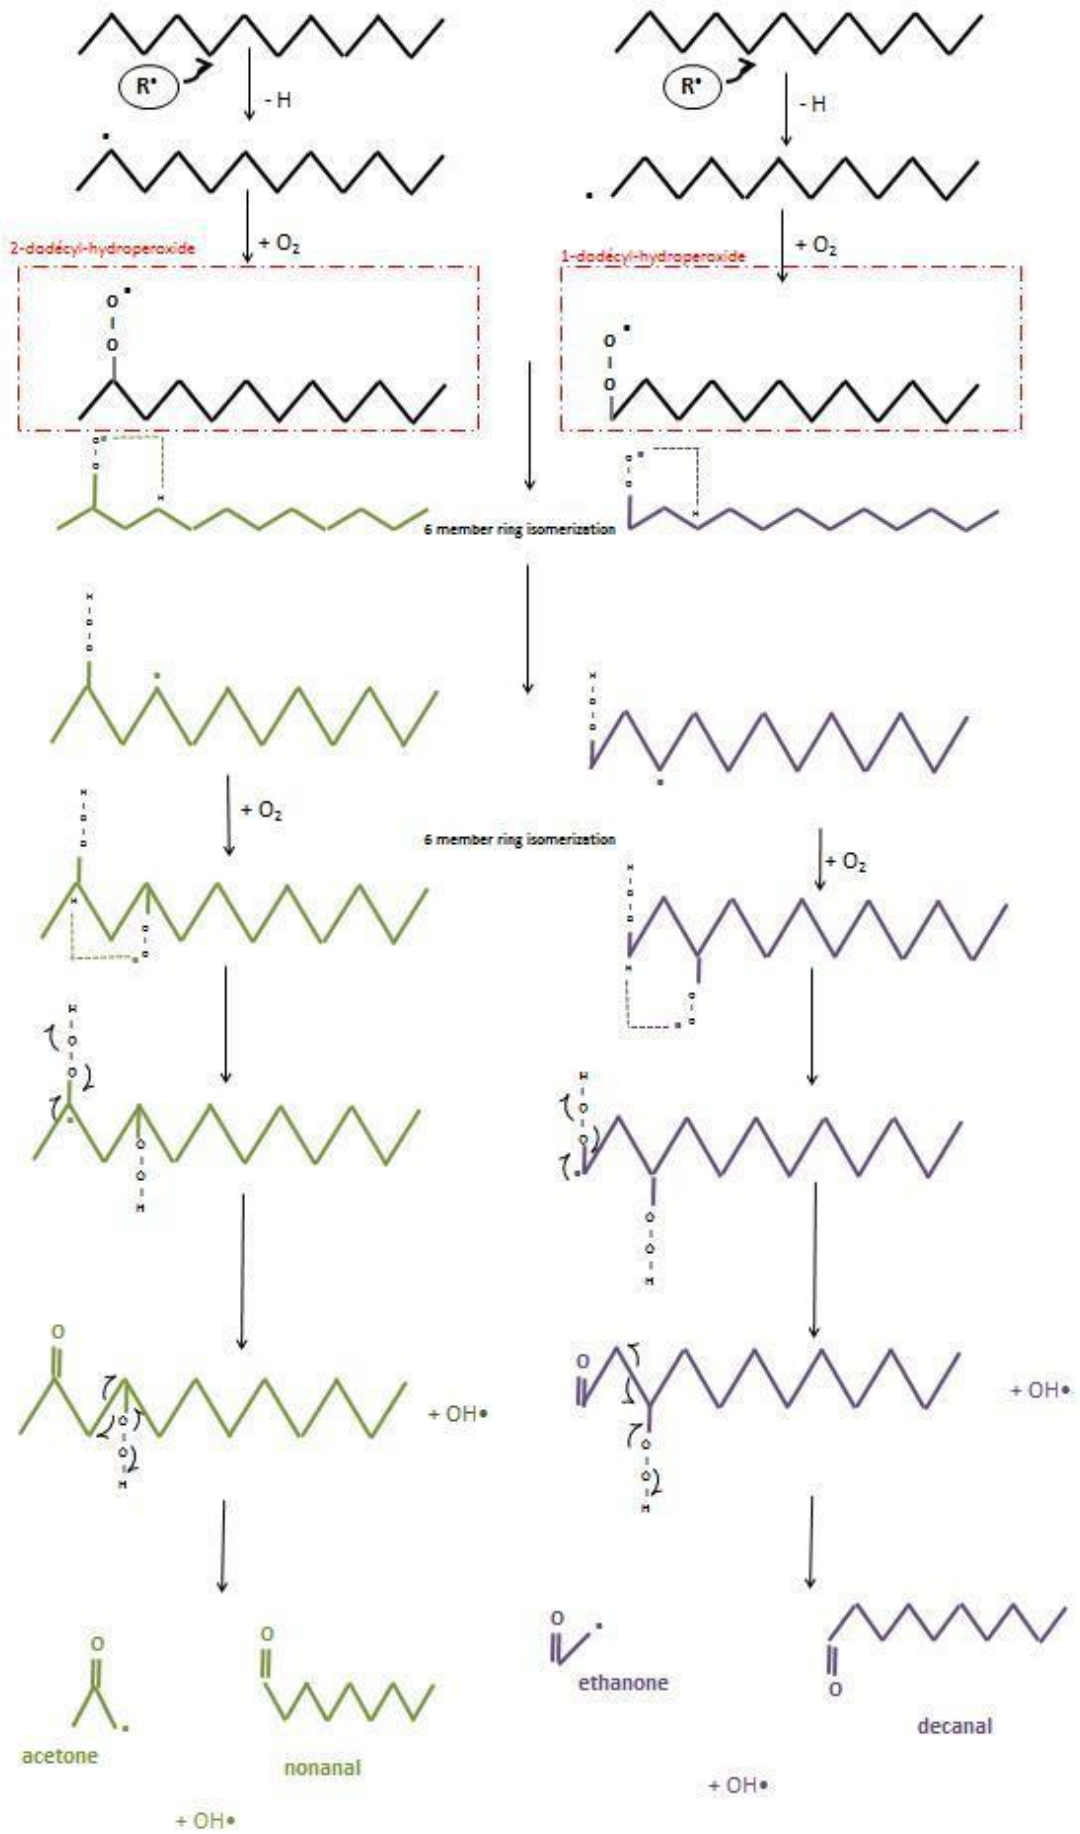 R• R•
- H - H
2-dodécyl-hydroperoxide + O2 1-dodécyl-hydroperoxide + O2
O• O•
O O
O• O•
O O
H H
6 member ring isomerization
H H
O O
O O
+ O2
6 member ring isomerization
+ O2
H H
O O
O O
H H
O O
O• O•
H H
O O
O O
O O
O O
H H
O O
+ OH• + OH•
O O
O O
H H
O O O
ethanone
O
acetone nonanal decanal
+ OH•
+ OH•